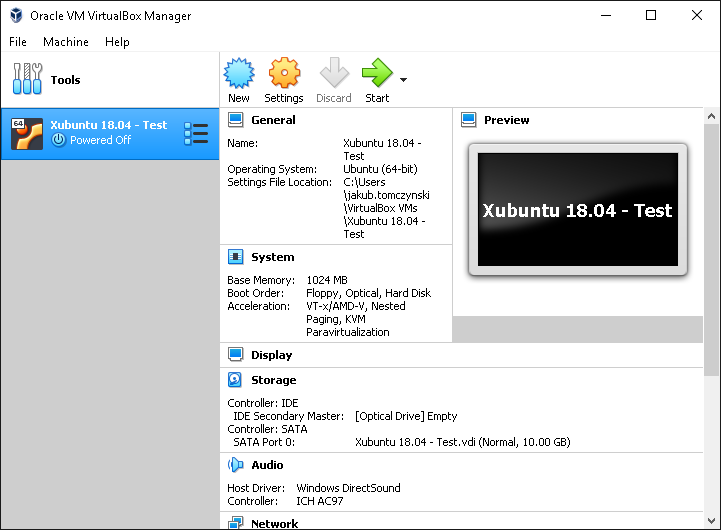 Oracle VM VirtualBox Manager
File Machine Help
Tools
New Settings Discard Start
64
Xubuntu 18.04 - Test
Powered Off
General
Name: Xubuntu 18.04 -
Test
Operating System: Ubuntu (64-bit)
Settings File Location: C:\Users
\jakub.tomczynski
\VirtualBox VMs
\Xubuntu 18.04 -
Test
Preview
Xubuntu 18.04 - Test
System
Base Memory: 1024 MB
Boot Order: Floppy, Optical, Hard Disk
Acceleration: VT-x/AMD-V, Nested
Paging, KVM
Paravirtualization
Display
Storage
Controller: IDE
IDE Secondary Master: [Optical Drive] Empty
Controller: SATA
SATA Port 0: Xubuntu 18.04 - Test.vdi (Normal, 10.00 GB)
Audio
Host Driver: Windows DirectSound
Controller: ICH AC97
Network